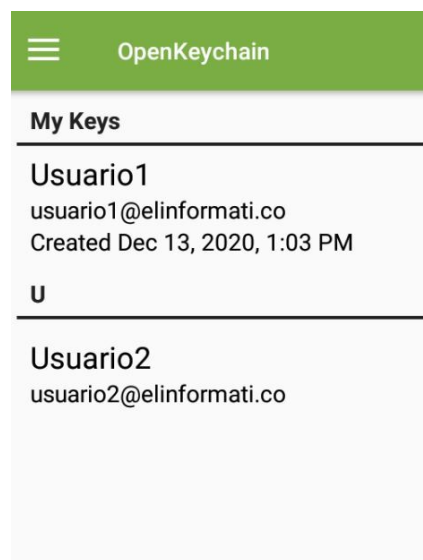 OpenKeychain
My Keys
Usuario1
usuario1@elinformati.co
Created Dec 13, 2020, 1:03 PM
U
Usuario2
usuario2@elinformati.co